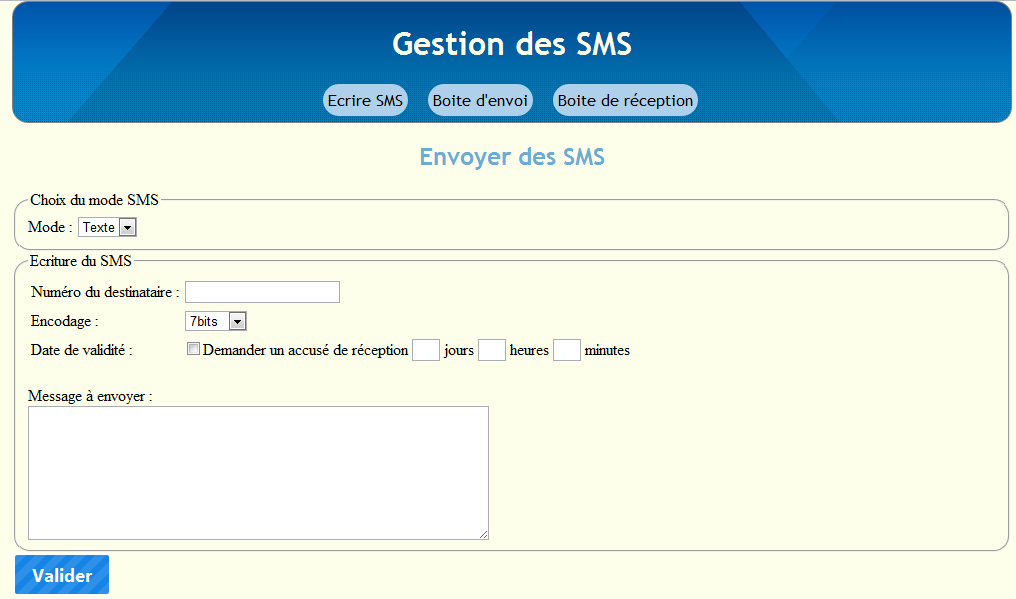 Gestion des SMS
Ecrire SMS Boite d'envoi Boite de réception
Envoyer des SMS
Choix du mode SMS
Mode : Texte
Ecriture du SMS
Numéro du destinataire :
Encodage : 7bits
Date de validité : Demander un accusé de réception jours heures minutes
Message à envoyer :
Valider